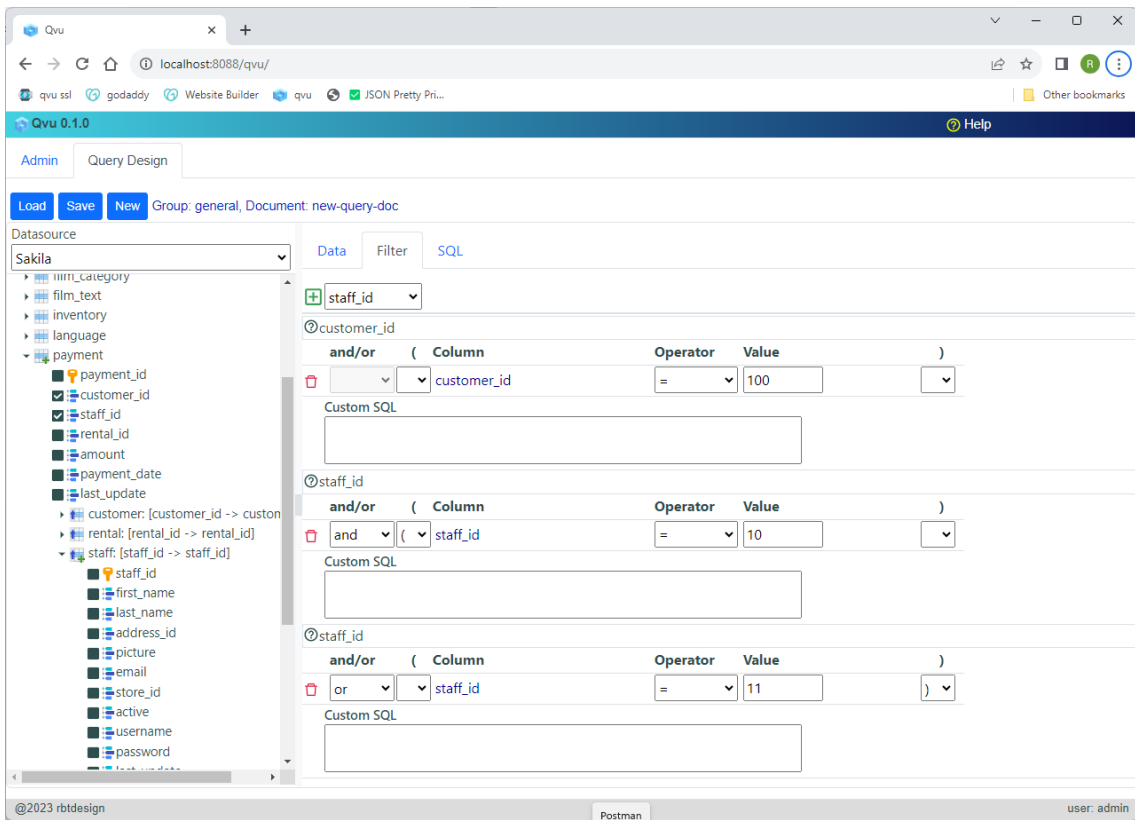 Qvu
localhost:8088/qvu/
R
qvu ssl godaddy Website Builder qvu JSON Pretty Pri... Other bookmarks
Qvu 0.1.0 Help
Admin Query Design
Load Save New Group: general, Document: new-query-doc
Datasource
Sakila
film_category
film_text
inventory
language
payment
payment_id
customer_id
staff_id
rental_id
amount
payment_date
last_update
customer: [customer_id -> custon
rental: [rental_id -> rental_id]
staff: [staff_id -> staff_id]
staff_id
first_name
last_name
address_id
picture
email
store_id
active
username
password
last_update
Data Filter SQL
staff_id
customer_id
and/or ( Column Operator Value )
customer_id = 100
Custom SQL
staff_id
and/or ( Column Operator Value )
and ( staff_id = 10
Custom SQL
staff_id
and/or ( Column Operator Value )
or staff_id = 11 )
Custom SQL
@2023 rbtdesign Postman user: admin